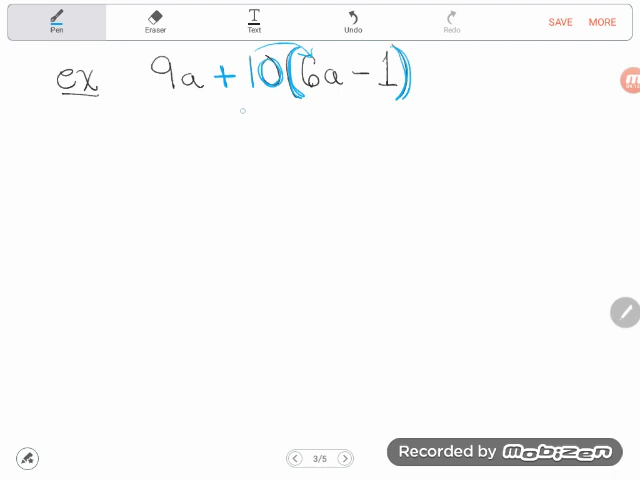 Pen
Eraser
Text
Undo
Redo
SAVE
MORE
ex 9a + 10(6a - 1)
3/5
Recorded by mobizen